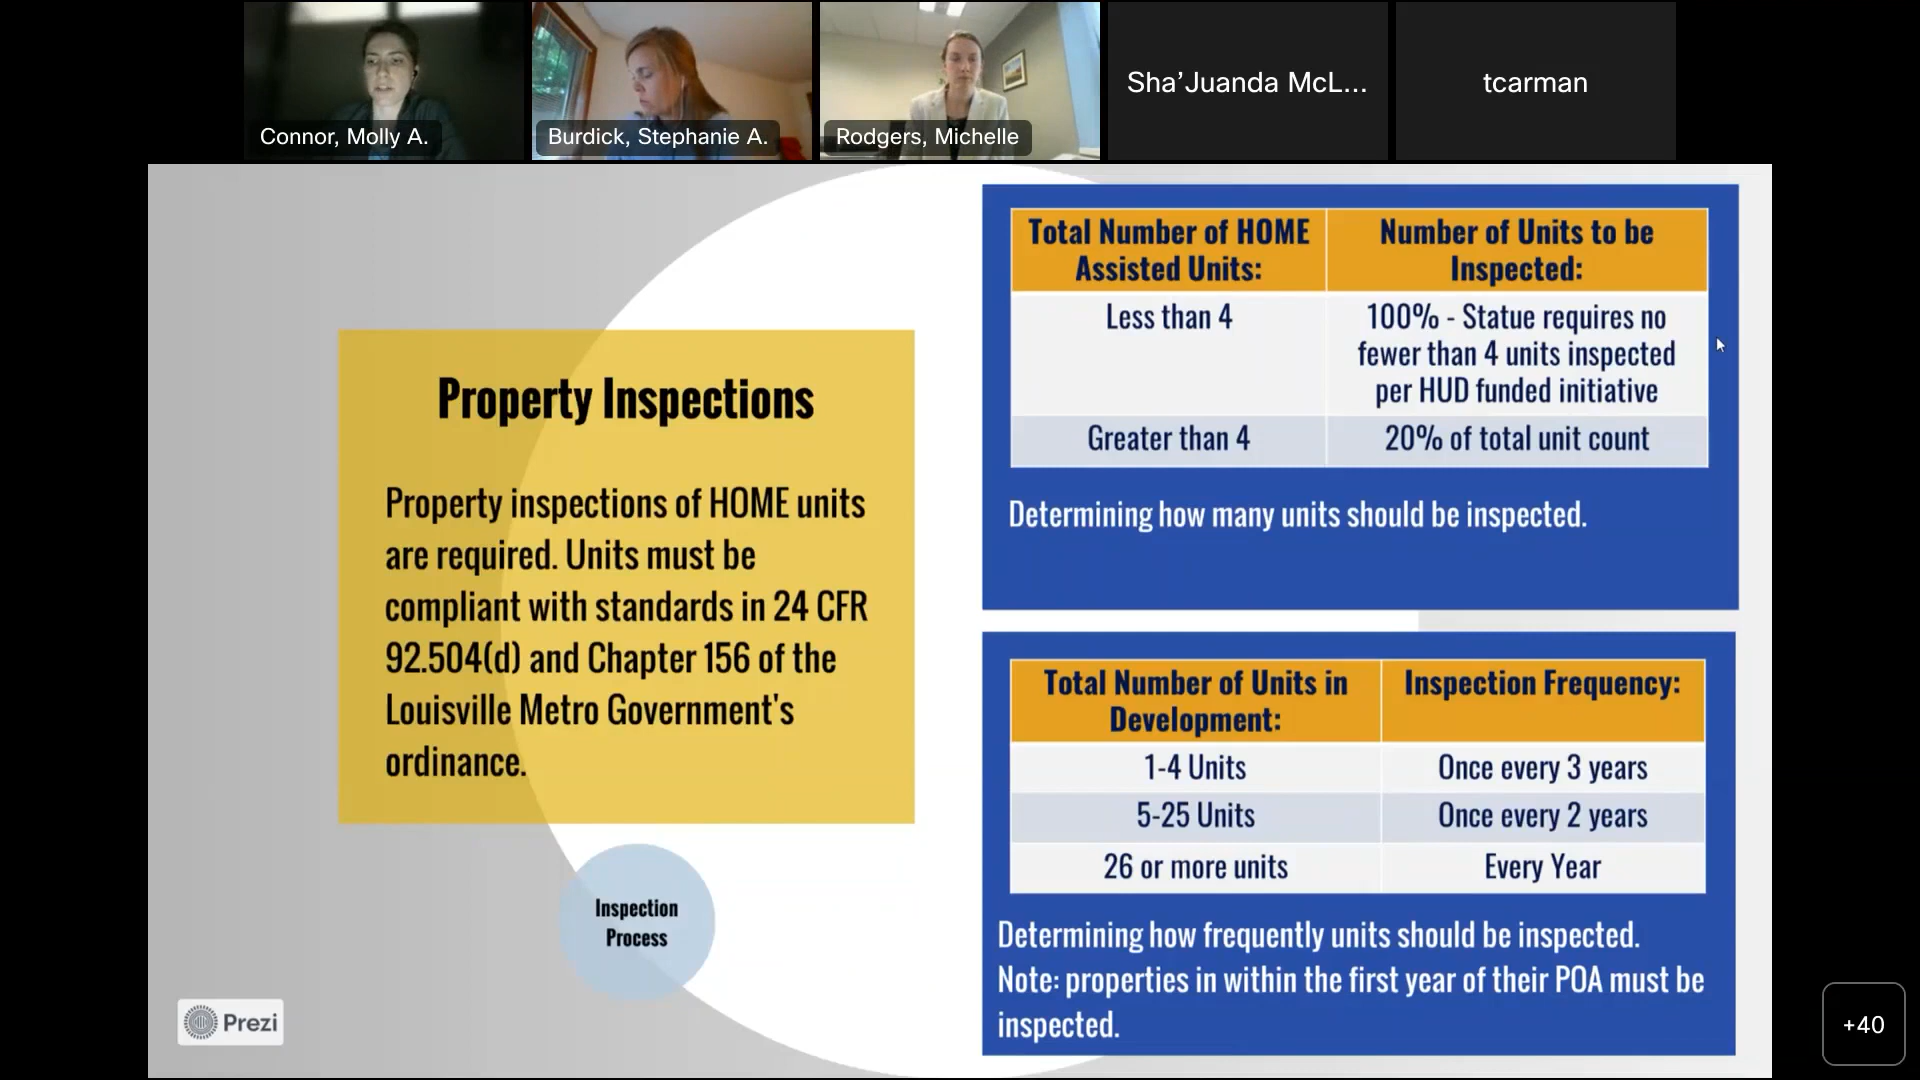 Connor, Molly A.
Burdick, Stephanie A.
Rodgers, Michelle
Sha’Juanda McL...
tcarman
Property Inspections
Property inspections of HOME units
are required. Units must be
compliant with standards in 24 CFR
92.504(d) and Chapter 156 of the
Louisville Metro Government's
ordinance.
Inspection
Process
Prezi
Total Number of HOME
Assisted Units:
Number of Units to be
Inspected:
Less than 4
100% - Statue requires no
fewer than 4 units inspected
per HUD funded initiative
Greater than 4
20% of total unit count
Determining how many units should be inspected.
Total Number of Units in
Development:
Inspection Frequency:
1-4 Units
Once every 3 years
5-25 Units
Once every 2 years
26 or more units
Every Year
Determining how frequently units should be inspected.
Note: properties in within the first year of their POA must be
inspected.
+40